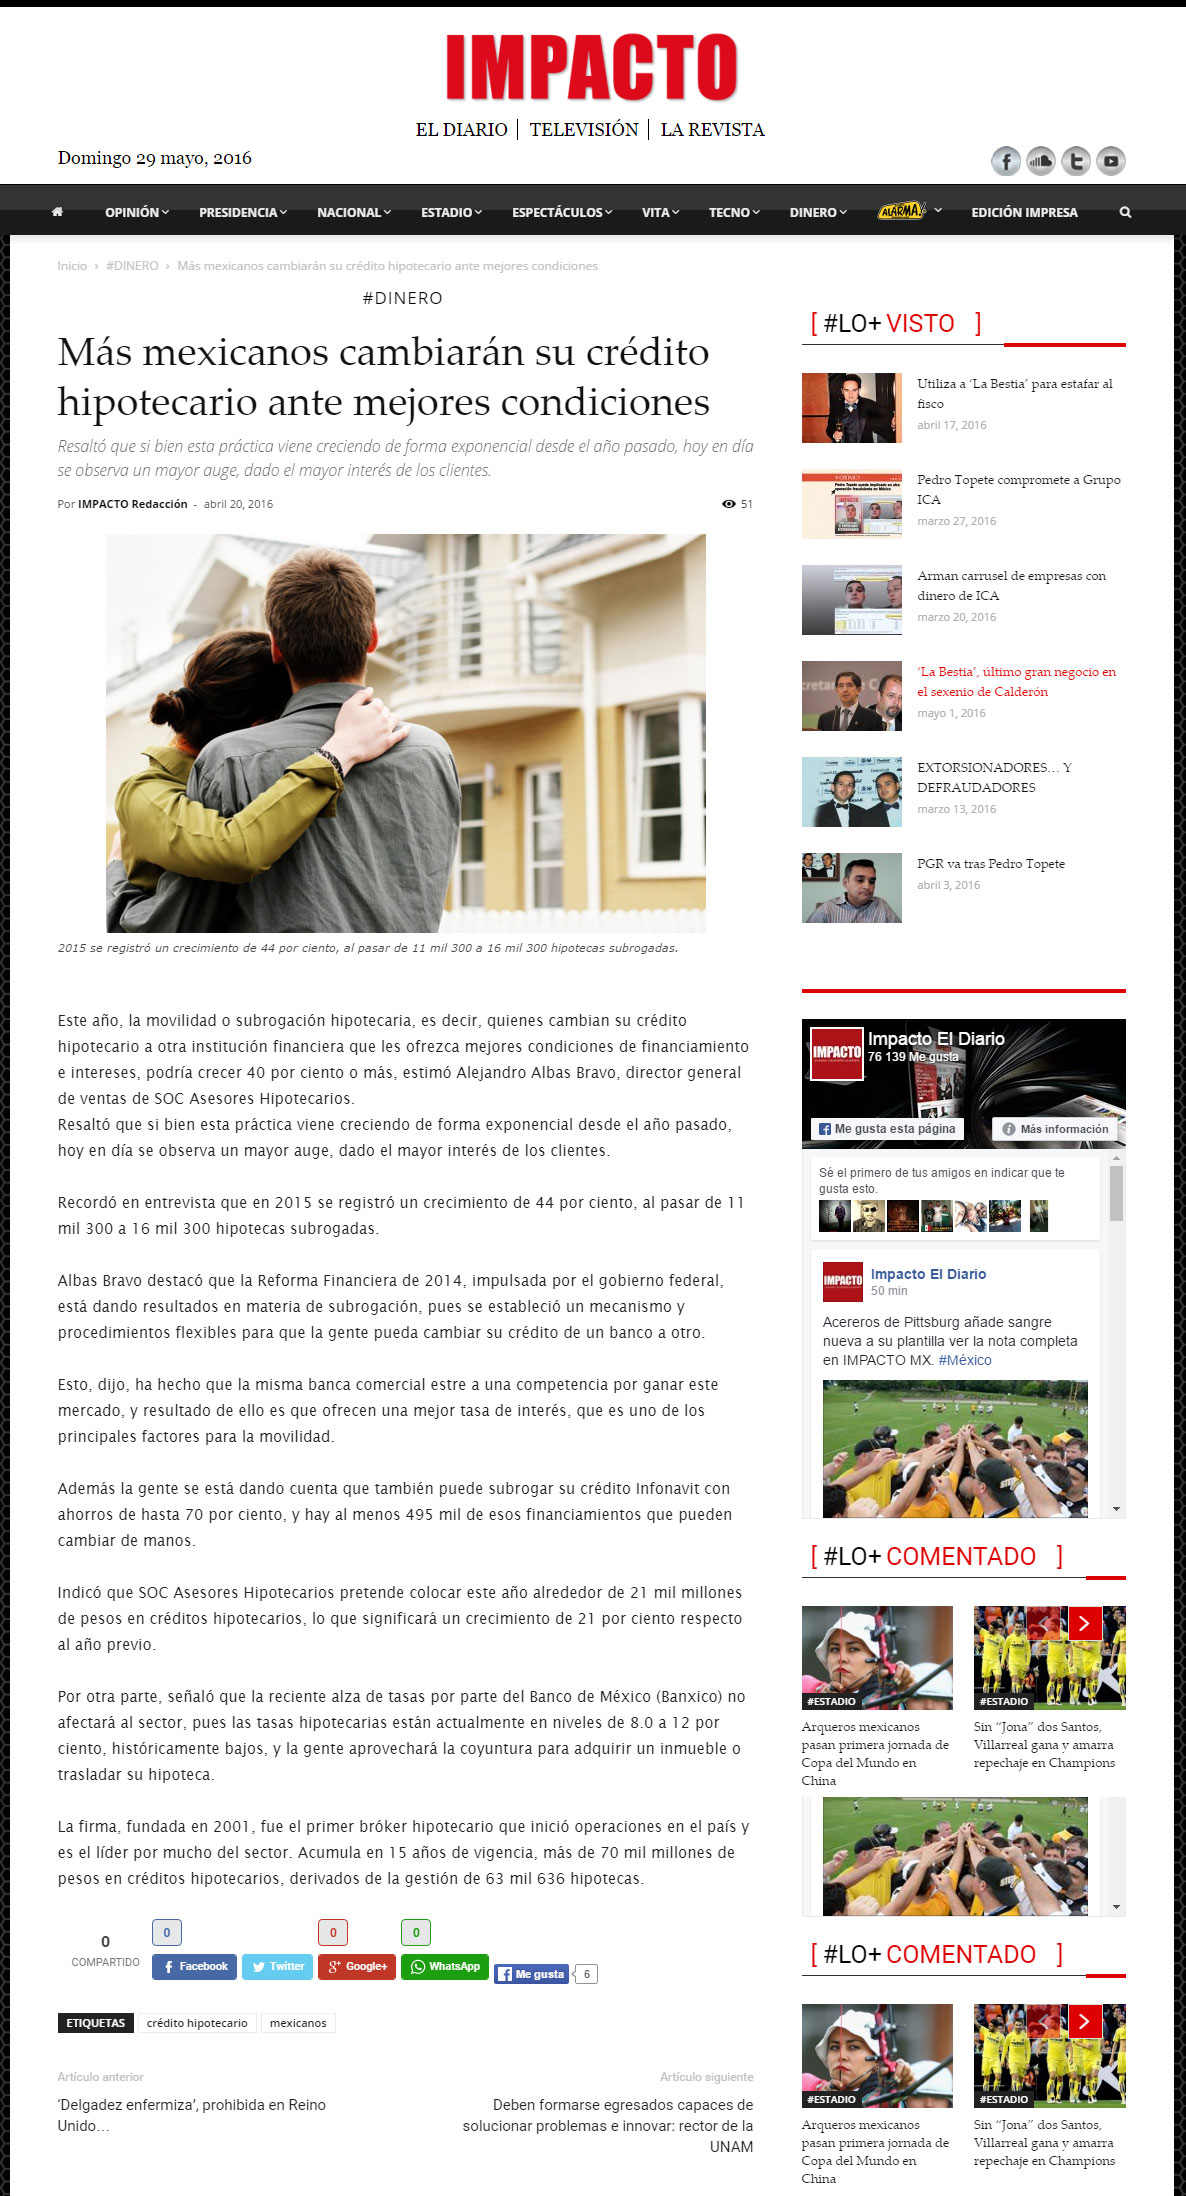 IMPACTO
EL DIARIO | TELEVISIÓN | LA REVISTA
Domingo 29 mayo, 2016
OPINIÓN PRESIDENCIA NACIONAL ESTADIO ESPECTÁCULOS VITA TECNO DINERO ALARMA! EDICIÓN IMPRESA
Inicio › #DINERO › Más mexicanos cambiarán su crédito hipotecario ante mejores condiciones
#DINERO
Más mexicanos cambiarán su crédito
hipotecario ante mejores condiciones
Resaltó que si bien esta práctica viene creciendo de forma exponencial desde el año pasado, hoy en día
se observa un mayor auge, dado el mayor interés de los clientes.
Por IMPACTO Redacción - abril 20, 2016
51
2015 se registró un crecimiento de 44 por ciento, al pasar de 11 mil 300 a 16 mil 300 hipotecas subrogadas.
Este año, la movilidad o subrogación hipotecaria, es decir, quienes cambian su crédito
hipotecario a otra institución financiera que les ofrezca mejores condiciones de financiamiento
e intereses, podría crecer 40 por ciento o más, estimó Alejandro Albas Bravo, director general
de ventas de SOC Asesores Hipotecarios.
Resaltó que si bien esta práctica viene creciendo de forma exponencial desde el año pasado,
hoy en día se observa un mayor auge, dado el mayor interés de los clientes.
Recordó en entrevista que en 2015 se registró un crecimiento de 44 por ciento, al pasar de 11
mil 300 a 16 mil 300 hipotecas subrogadas.
Albas Bravo destacó que la Reforma Financiera de 2014, impulsada por el gobierno federal,
está dando resultados en materia de subrogación, pues se estableció un mecanismo y
procedimientos flexibles para que la gente pueda cambiar su crédito de un banco a otro.
Esto, dijo, ha hecho que la misma banca comercial estre a una competencia por ganar este
mercado, y resultado de ello es que ofrecen una mejor tasa de interés, que es uno de los
principales factores para la movilidad.
Además la gente se está dando cuenta que también puede subrogar su crédito Infonavit con
ahorros de hasta 70 por ciento, y hay al menos 495 mil de esos financiamientos que pueden
cambiar de manos.
Indicó que SOC Asesores Hipotecarios pretende colocar este año alrededor de 21 mil millones
de pesos en créditos hipotecarios, lo que significará un crecimiento de 21 por ciento respecto
al año previo.
Por otra parte, señaló que la reciente alza de tasas por parte del Banco de México (Banxico) no
afectará al sector, pues las tasas hipotecarias están actualmente en niveles de 8.0 a 12 por
ciento, históricamente bajos, y la gente aprovechará la coyuntura para adquirir un inmueble o
trasladar su hipoteca.
La firma, fundada en 2001, fue el primer bróker hipotecario que inició operaciones en el país y
es el líder por mucho del sector. Acumula en 15 años de vigencia, más de 70 mil millones de
pesos en créditos hipotecarios, derivados de la gestión de 63 mil 636 hipotecas.
0
COMPARTIDO
0
0
0
Facebook
Twitter
Google+
WhatsApp
Me gusta
6
ETIQUETAS crédito hipotecario mexicanos
Artículo anterior
'Delgadez enfermiza', prohibida en Reino
Unido…
Artículo siguiente
Deben formarse egresados capaces de
solucionar problemas e innovar: rector de la
UNAM
[ #LO+ VISTO ]
Utiliza a ‘La Bestia’ para estafar al
fisco
abril 17, 2016
Pedro Topete compromete a Grupo
ICA
marzo 27, 2016
Arman carrusel de empresas con
dinero de ICA
marzo 20, 2016
‘La Bestia’, último gran negocio en
el sexenio de Calderón
mayo 1, 2016
EXTORSIONADORES… Y
DEFRAUDADORES
marzo 13, 2016
PGR va tras Pedro Topete
abril 3, 2016
IMPACTO
Impacto El Diario
76 139 Me gusta
Me gusta esta página
Más información
Sé el primero de tus amigos en indicar que te
gusta esto.
IMPACTO
Impacto El Diario
50 min
Acereros de Pittsburg añade sangre
nueva a su plantilla ver la nota completa
en IMPACTO MX. #México
[ #LO+ COMENTADO ]
#ESTADIO
Arqueros mexicanos
pasan primera jornada de
Copa del Mundo en
China
#ESTADIO
Sin “Jona” dos Santos,
Villarreal gana y amarra
repechaje en Champions
[ #LO+ COMENTADO ]
#ESTADIO
Arqueros mexicanos
pasan primera jornada de
Copa del Mundo en
China
#ESTADIO
Sin “Jona” dos Santos,
Villarreal gana y amarra
repechaje en Champions